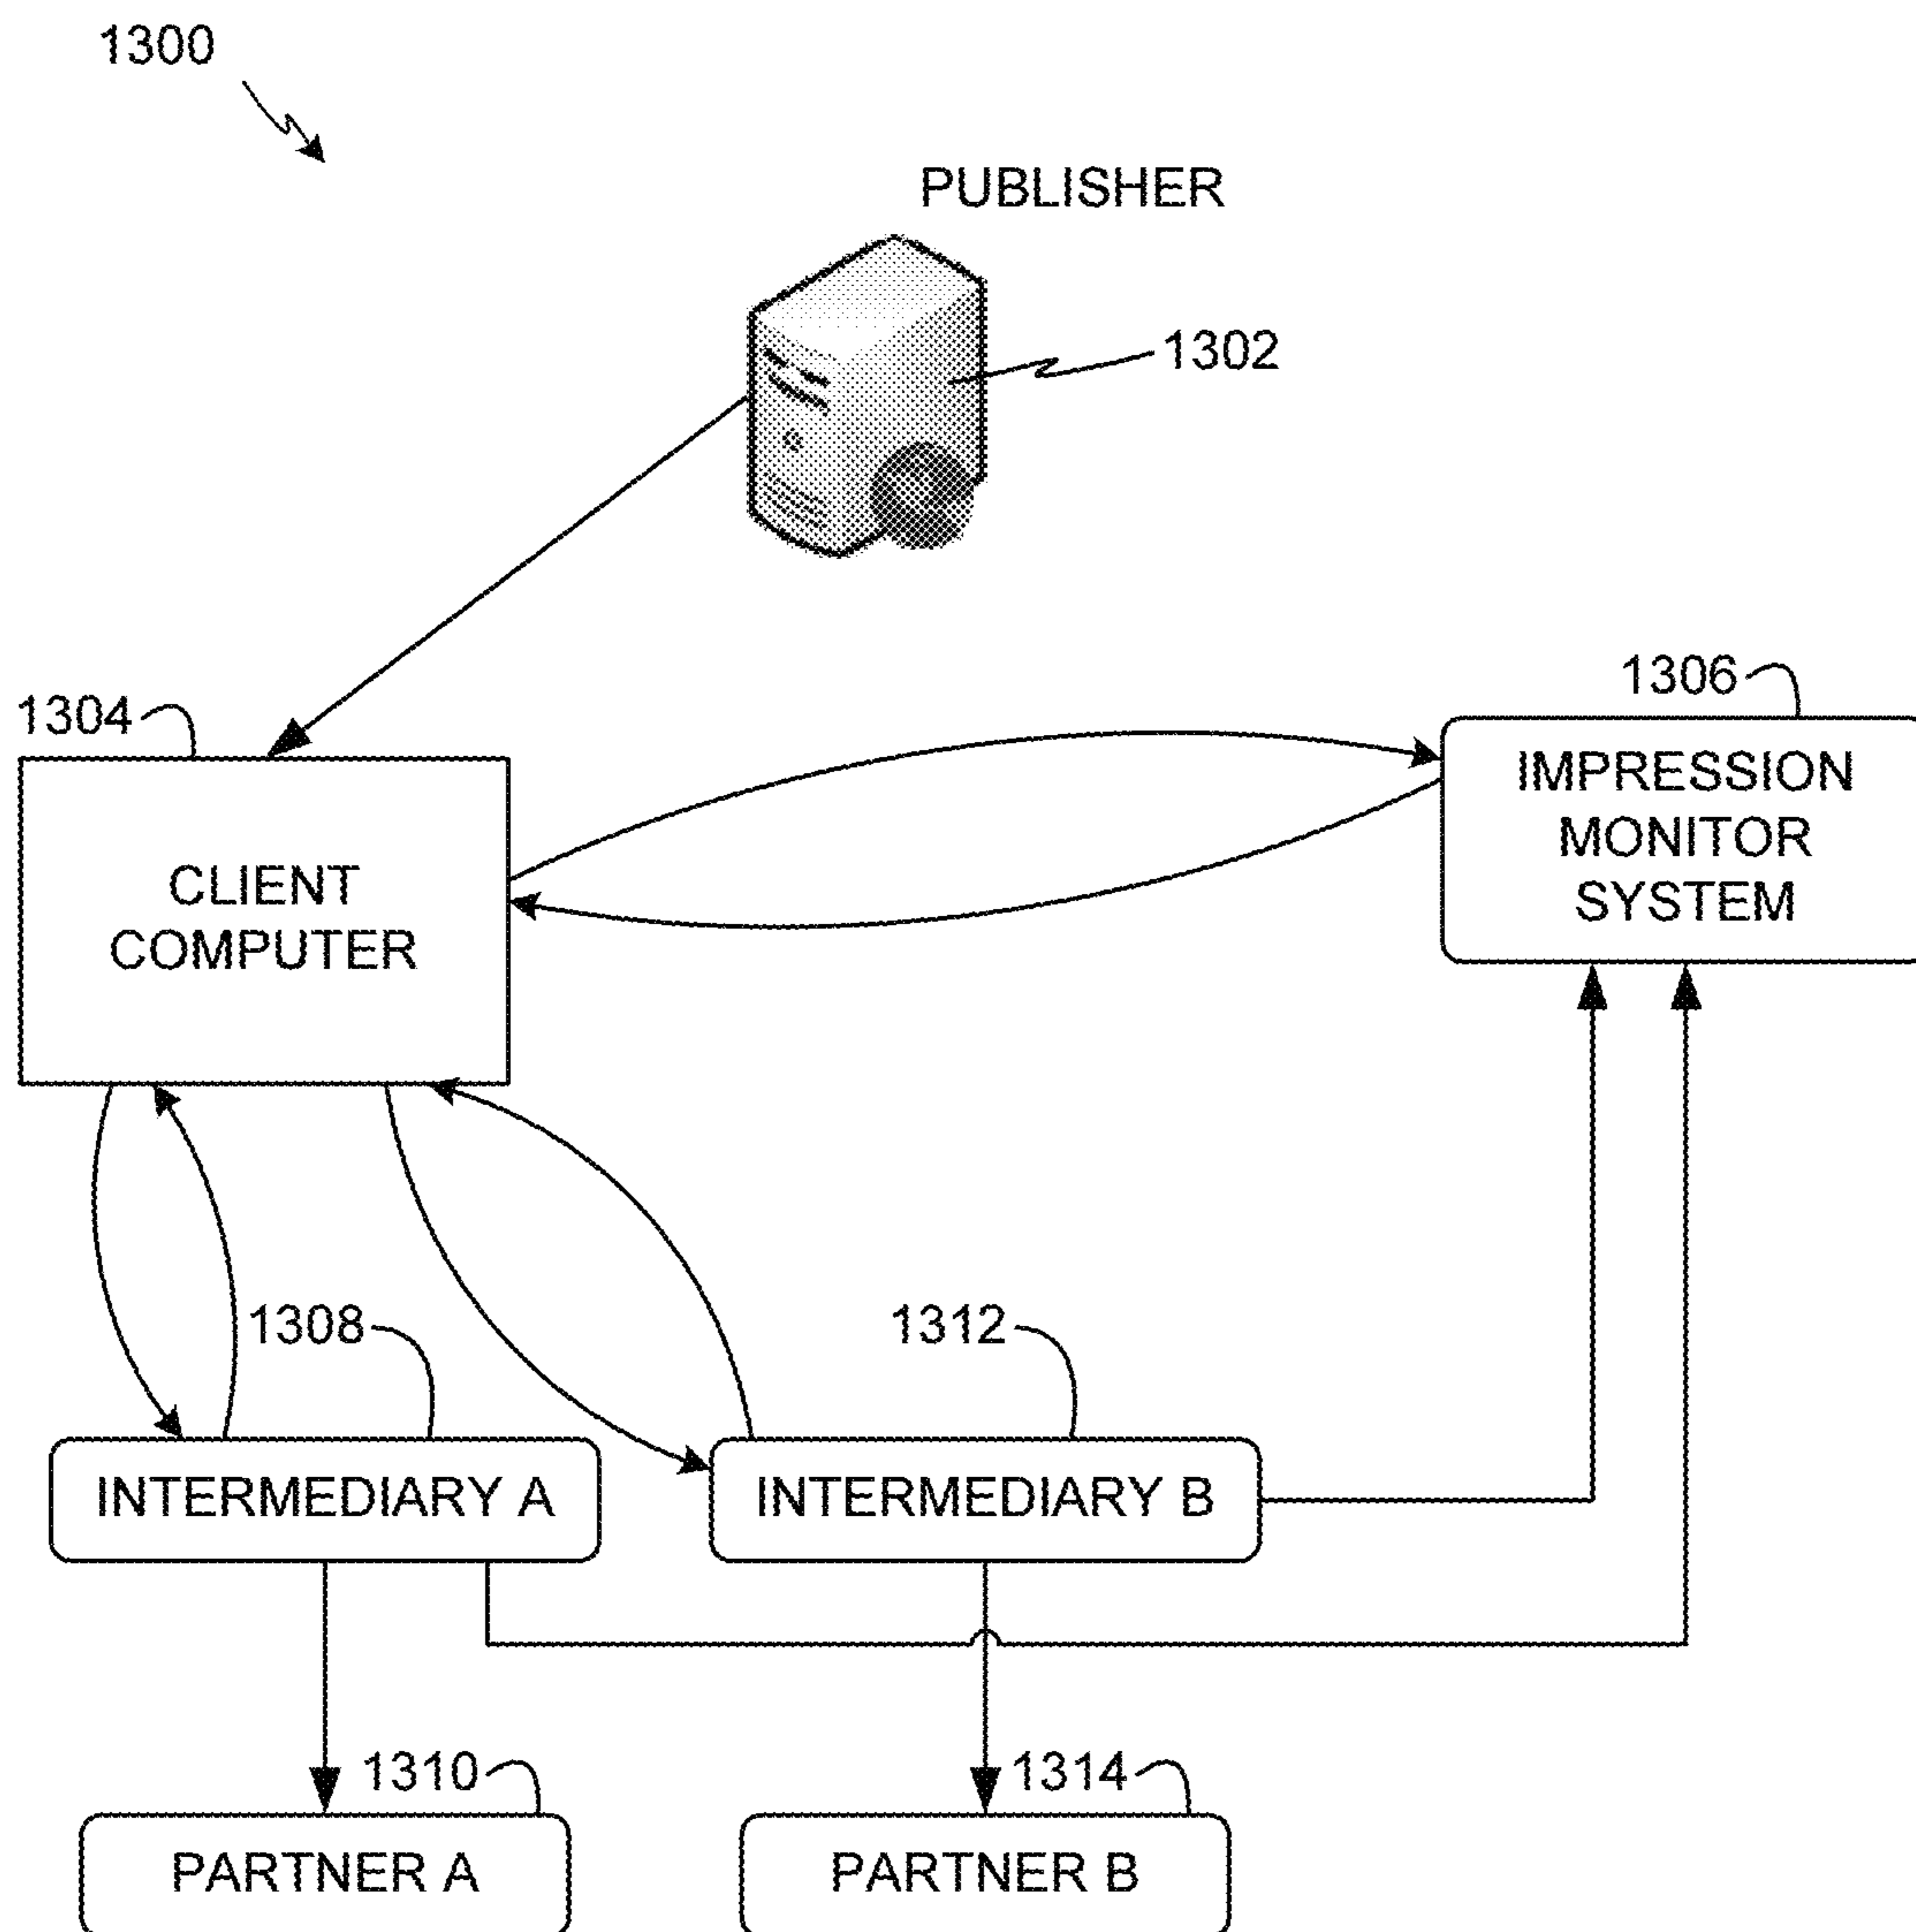 1300
PUBLISHER
1302
1304
1306
CLIENT
COMPUTER
IMPRESSION
MONITOR
SYSTEM
1308
1312
INTERMEDIARY A
INTERMEDIARY B
1310
1314
PARTNER A
PARTNER B